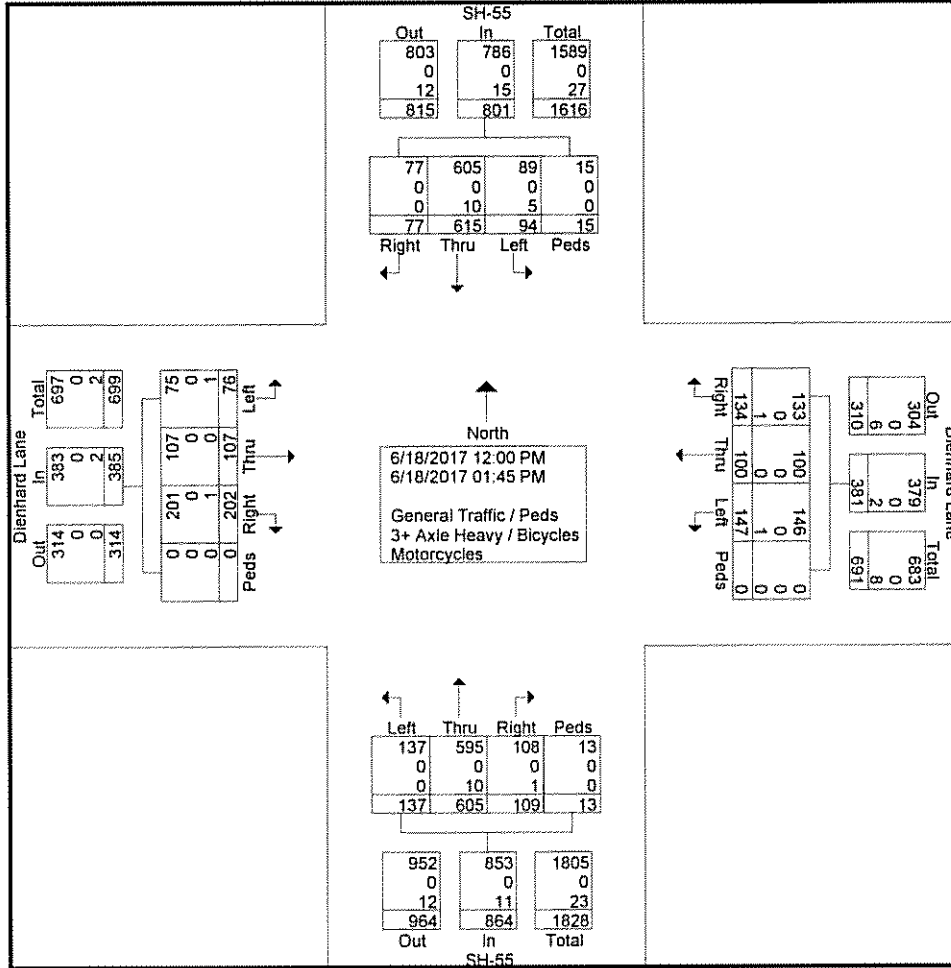 SH-55
Out In Total
803 786 1589
0 0 0
12 15 27
815 801 1616
77 605 89 15
0 0 0 0
0 10 5 0
77 615 94 15
Right Thru Left Peds
Dienhard Lane
Total In Out
697 383 314
0 0 0
2 2 0
699 385 314
75 107 201 0
0 0 0 0
1 0 1 0
76 107 202 0
Left Thru Right Peds
North
6/18/2017 12:00 PM
6/18/2017 01:45 PM
General Traffic / Peds
3+ Axle Heavy / Bicycles
Motorcycles
Dienhard Lane
Out In Total
304 379 683
0 0 0
6 2 8
310 381 691
133 100 146 0
0 0 0 0
1 0 1 0
134 100 147 0
Right Thru Left Peds
Left Thru Right Peds
137 595 108 13
0 0 0 0
0 10 1 0
137 605 109 13
952 853 1805
0 0 0
12 11 23
964 864 1828
Out In Total
SH-55